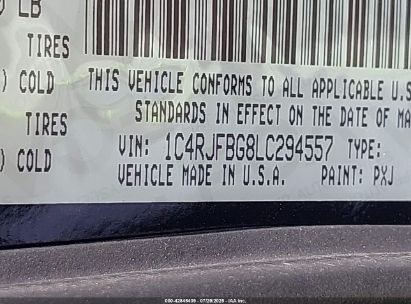 LB
TIRES
) COLD THIS VEHICLE CONFORMS TO ALL APPLICABLE U.S
STANDARDS IN EFFECT ON THE DATE OF MA
TIRES VIN: 1C4RJFBG8LC294557 TYPE:
) COLD VEHICLE MADE IN U.S.A. PAINT: PXJ